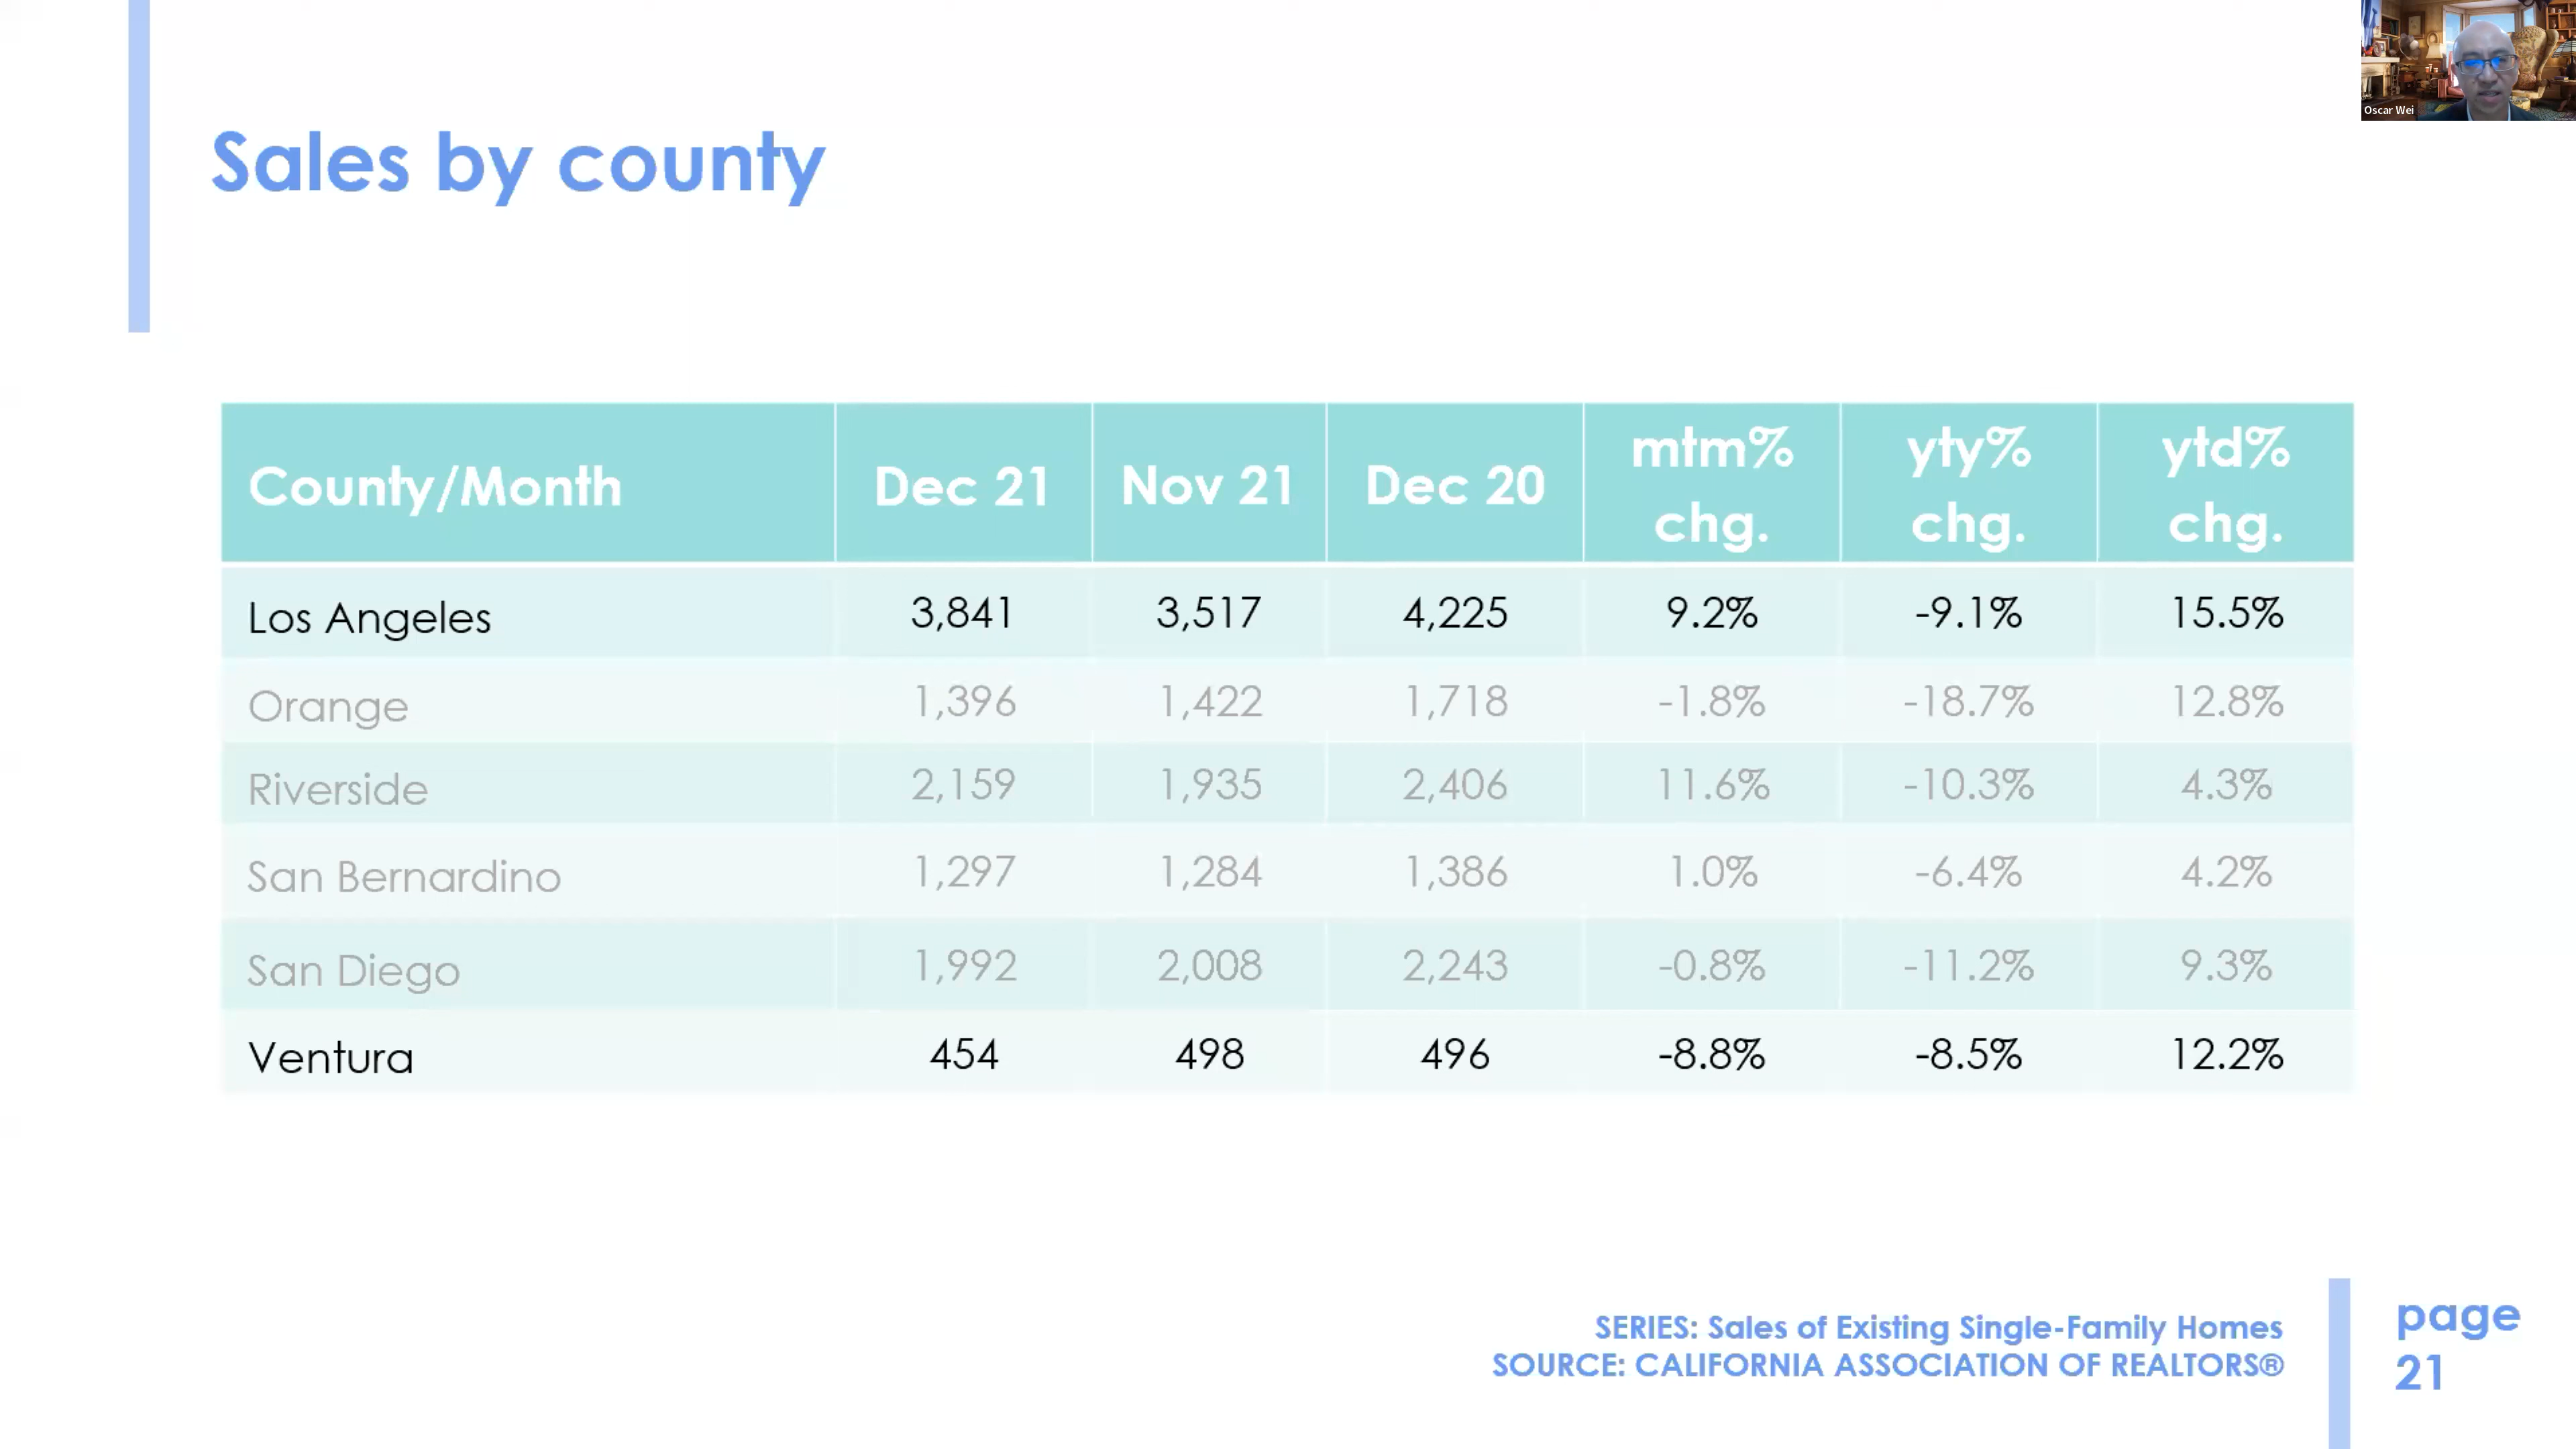 Oscar Wei
Sales by county
County/Month Dec 21 Nov 21 Dec 20 mtm% chg. yty% chg. ytd% chg.
Los Angeles 3,841 3,517 4,225 9.2% -9.1% 15.5%
Orange 1,396 1,422 1,718 -1.8% -18.7% 12.8%
Riverside 2,159 1,935 2,406 11.6% -10.3% 4.3%
San Bernardino 1,297 1,284 1,386 1.0% -6.4% 4.2%
San Diego 1,992 2,008 2,243 -0.8% -11.2% 9.3%
Ventura 454 498 496 -8.8% -8.5% 12.2%
SERIES: Sales of Existing Single-Family Homes
SOURCE: CALIFORNIA ASSOCIATION OF REALTORS®
page
21